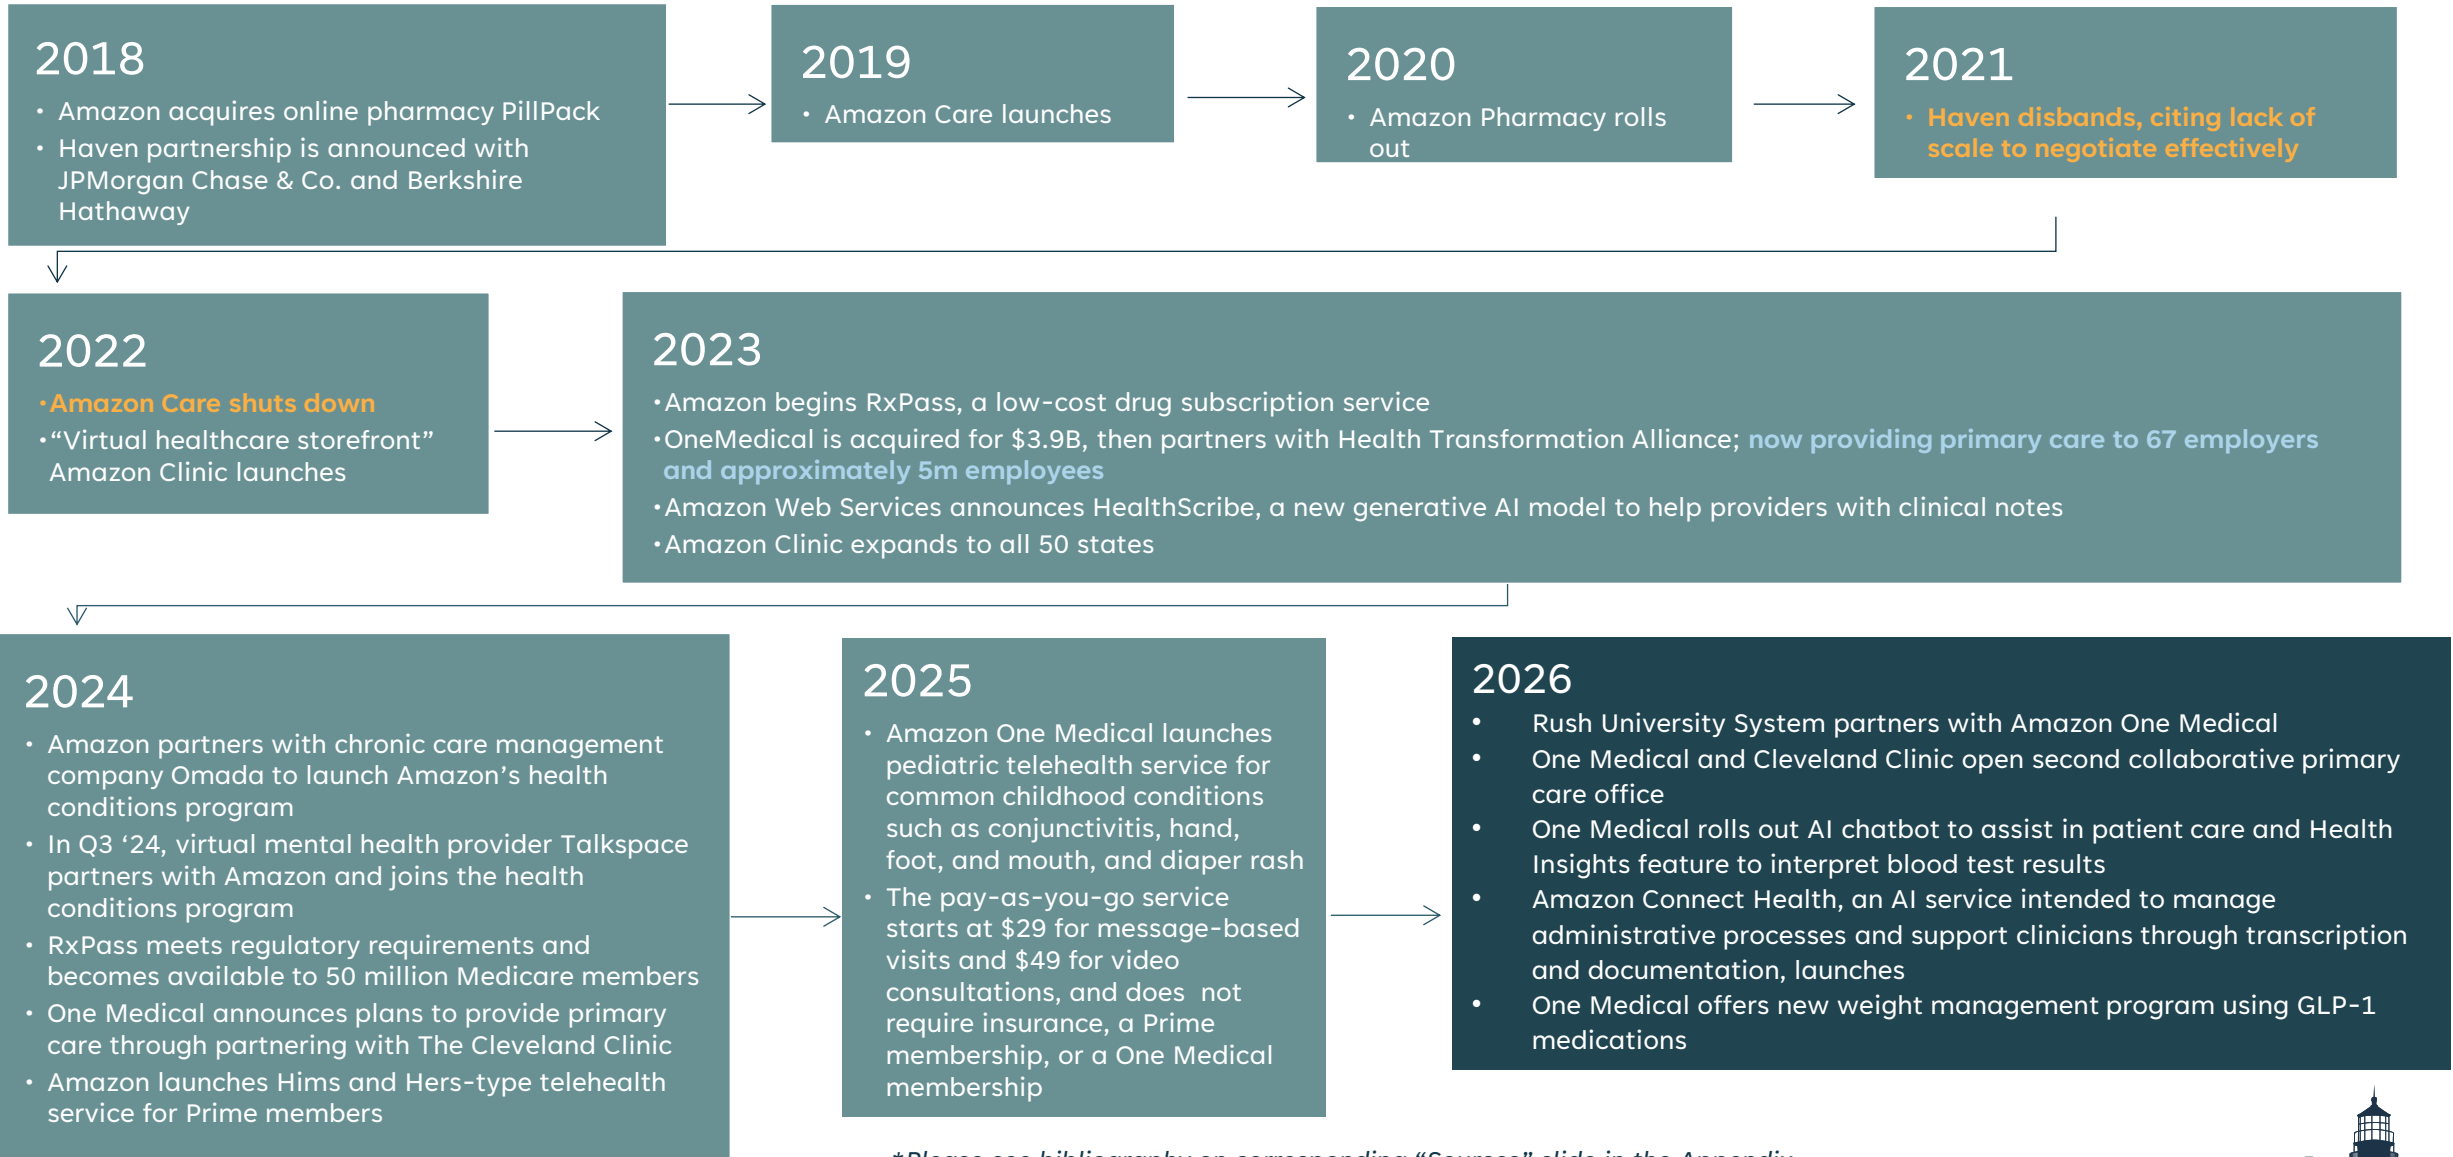 2018
• Amazon acquires online pharmacy PillPack
• Haven partnership is announced with
JPMorgan Chase & Co. and Berkshire
Hathaway
2019
• Amazon Care launches
2020
• Amazon Pharmacy rolls
out
2021
• Haven disbands, citing lack of
scale to negotiate effectively
2022
•Amazon Care shuts down
•“Virtual healthcare storefront”
Amazon Clinic launches
2023
•Amazon begins RxPass, a low-cost drug subscription service
•OneMedical is acquired for $3.9B, then partners with Health Transformation Alliance; now providing primary care to 67 employers
and approximately 5m employees
•Amazon Web Services announces HealthScribe, a new generative AI model to help providers with clinical notes
•Amazon Clinic expands to all 50 states
2024
• Amazon partners with chronic care management
company Omada to launch Amazon’s health
conditions program
• In Q3 ‘24, virtual mental health provider Talkspace
partners with Amazon and joins the health
conditions program
• RxPass meets regulatory requirements and
becomes available to 50 million Medicare members
• One Medical announces plans to provide primary
care through partnering with The Cleveland Clinic
• Amazon launches Hims and Hers-type telehealth
service for Prime members
2025
• Amazon One Medical launches
pediatric telehealth service for
common childhood conditions
such as conjunctivitis, hand,
foot, and mouth, and diaper rash
• The pay-as-you-go service
starts at $29 for message-based
visits and $49 for video
consultations, and does not
require insurance, a Prime
membership, or a One Medical
membership
2026
• Rush University System partners with Amazon One Medical
• One Medical and Cleveland Clinic open second collaborative primary
care office
• One Medical rolls out AI chatbot to assist in patient care and Health
Insights feature to interpret blood test results
• Amazon Connect Health, an AI service intended to manage
administrative processes and support clinicians through transcription
and documentation, launches
• One Medical offers new weight management program using GLP-1
medications
*Please see bibliography on corresponding “Sources” slide in the Appendix